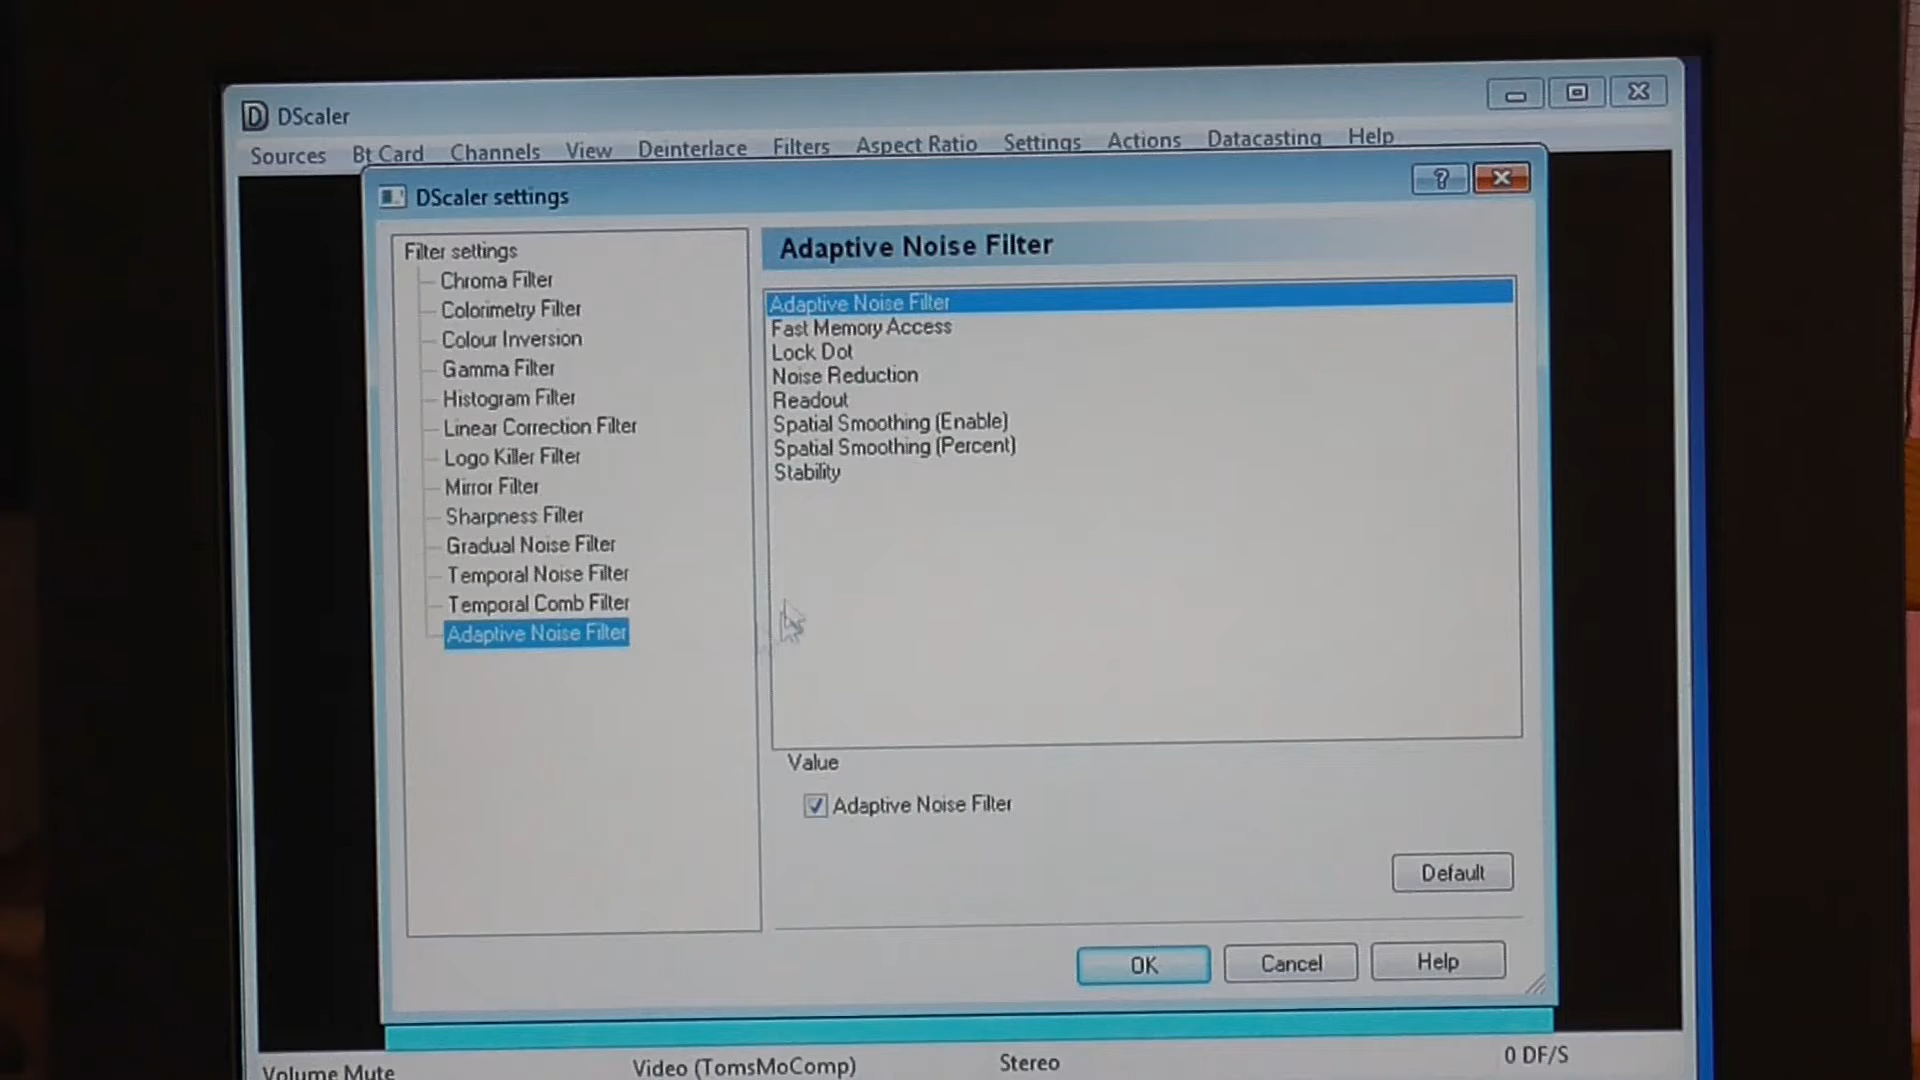 DScaler
Sources Bt Card Channels View Deinterlace Filters Aspect Ratio Settings Actions Datacasting Help
DScaler settings
Filter settings
Chroma Filter
Colorimetry Filter
Colour Inversion
Gamma Filter
Histogram Filter
Linear Correction Filter
Logo Killer Filter
Mirror Filter
Sharpness Filter
Gradual Noise Filter
Temporal Noise Filter
Temporal Comb Filter
Adaptive Noise Filter
Adaptive Noise Filter
Adaptive Noise Filter
Fast Memory Access
Lock Dot
Noise Reduction
Readout
Spatial Smoothing (Enable)
Spatial Smoothing (Percent)
Stability
Value
Adaptive Noise Filter
Default
OK Cancel Help
Volume Mute Video (TomsMoComp) Stereo 0 DF/S